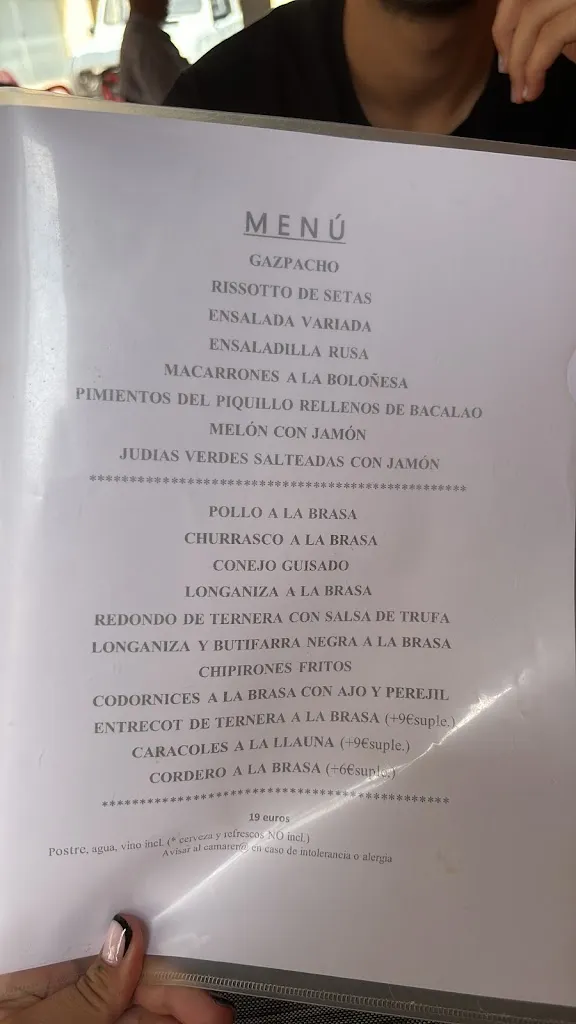 MENÚ
GAZPACHO
RISSOTTO DE SETAS
ENSALADA VARIADA
ENSALADILLA RUSA
MACARRONES A LA BOLOÑESA
PIMIENTOS DEL PIQUILLO RELLENOS DE BACALAO
MELÓN CON JAMÓN
JUDIAS VERDES SALTEADAS CON JAMÓN
************************************************
POLLO A LA BRASA
CHURRASCO A LA BRASA
CONEJO GUISADO
LONGANIZA A LA BRASA
REDONDO DE TERNERA CON SALSA DE TRUFA
LONGANIZA Y BUTIFARRA NEGRA A LA BRASA
CHIPIRONES FRITOS
CODORNICES A LA BRASA CON AJO Y PEREJIL
ENTRECOT DE TERNERA A LA BRASA (+9€suple.)
CARACOLES A LA LLAUNA (+9€suple.)
CORDERO A LA BRASA (+6€suple.)
********************************************
19 euros
Postre, agua, vino incl. (* cerveza y refrescos NO incl.)
Avisar al camarer@ en caso de intolerancia o alergia